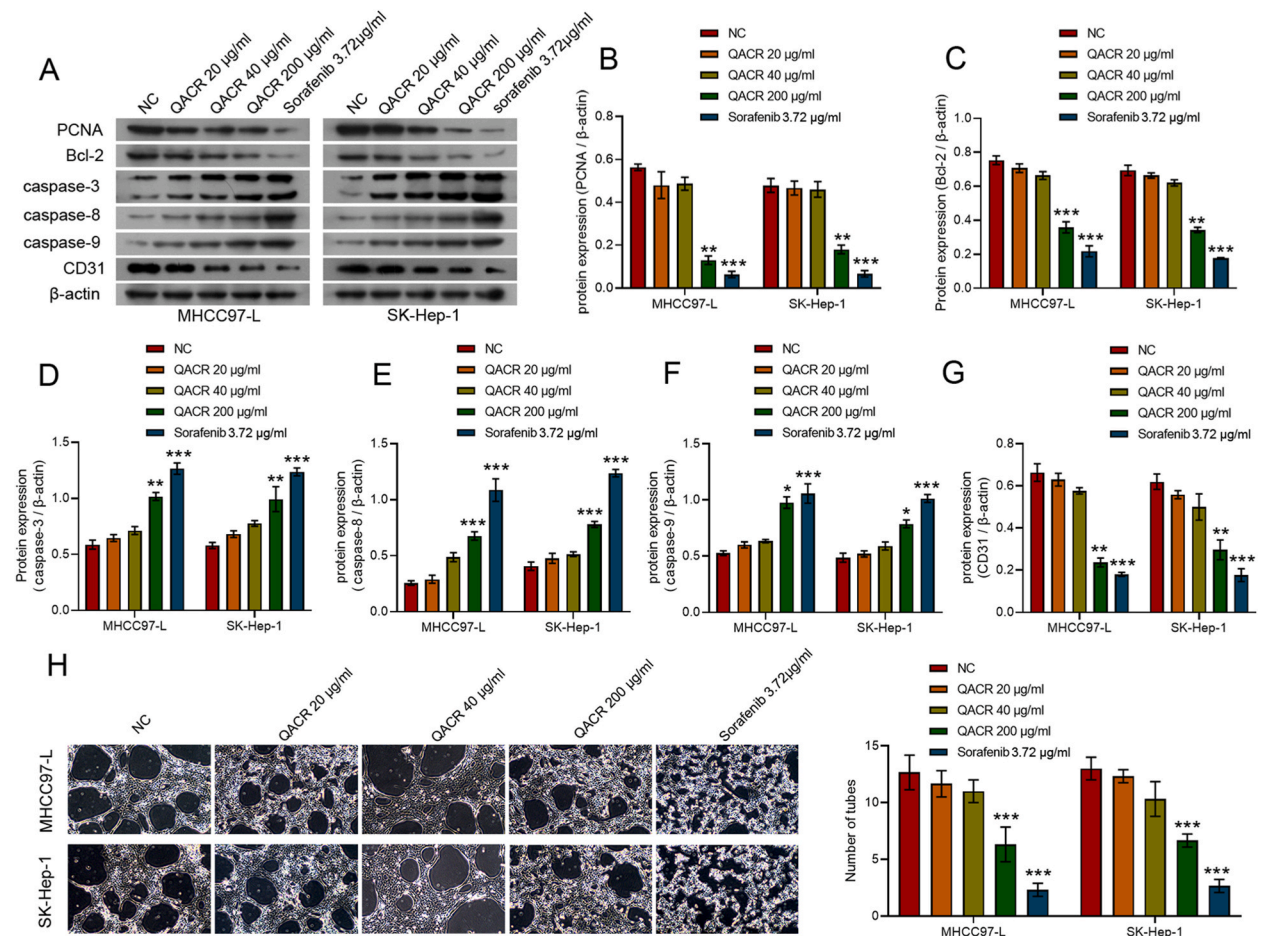 A
NC
QACR 20 μg/ml
QACR 40 μg/ml
QACR 200 μg/ml
Sorafenib 3.72μg/ml
NC
QACR 20 μg/ml
QACR 40 μg/ml
QACR 200 μg/ml
sorafenib 3.72μg/ml
PCNA
Bcl-2
caspase-3
caspase-8
caspase-9
CD31
β-actin
MHCC97-L
SK-Hep-1
B
NC
QACR 20 μg/ml
QACR 40 μg/ml
QACR 200 μg/ml
Sorafenib 3.72 μg/ml
protein expression (PCNA / β-actin)
0.8
0.6
0.4
0.2
0.0
**
***
**
***
MHCC97-L
SK-Hep-1
C
NC
QACR 20 μg/ml
QACR 40 μg/ml
QACR 200 μg/ml
Sorafenib 3.72 μg/ml
Protein expression (Bcl-2 / β-actin)
1.0
0.8
0.6
0.4
0.2
0.0
***
***
**
***
MHCC97-L
SK-Hep-1
D
NC
QACR 20 μg/ml
QACR 40 μg/ml
QACR 200 μg/ml
Sorafenib 3.72 μg/ml
Protein expression
( caspase-3 / β-actin)
1.5
1.0
0.5
0.0
**
***
**
***
MHCC97-L
SK-Hep-1
E
NC
QACR 20 μg/ml
QACR 40 μg/ml
QACR 200 μg/ml
Sorafenib 3.72 μg/ml
protein expression
( caspase-8 / β-actin)
1.5
1.0
0.5
0.0
***
***
***
***
MHCC97-L
SK-Hep-1
F
NC
QACR 20 μg/ml
QACR 40 μg/ml
QACR 200 μg/ml
Sorafenib 3.72 μg/ml
protein expression
( caspase-9 / β-actin)
1.5
1.0
0.5
0.0
*
***
*
***
MHCC97-L
SK-Hep-1
G
NC
QACR 20 μg/ml
QACR 40 μg/ml
QACR 200 μg/ml
Sorafenib 3.72 μg/ml
protein expression
(CD31 / β-actin)
0.8
0.6
0.4
0.2
0.0
**
***
**
***
MHCC97-L
SK-Hep-1
H
NC
QACR 20 μg/ml
QACR 40 μg/ml
QACR 200 μg/ml
Sorafenib 3.72μg/ml
MHCC97-L
SK-Hep-1
NC
QACR 20 μg/ml
QACR 40 μg/ml
QACR 200 μg/ml
Sorafenib 3.72 μg/ml
Number of tubes
15
10
5
0
***
***
***
***
MHCC97-L
SK-Hep-1